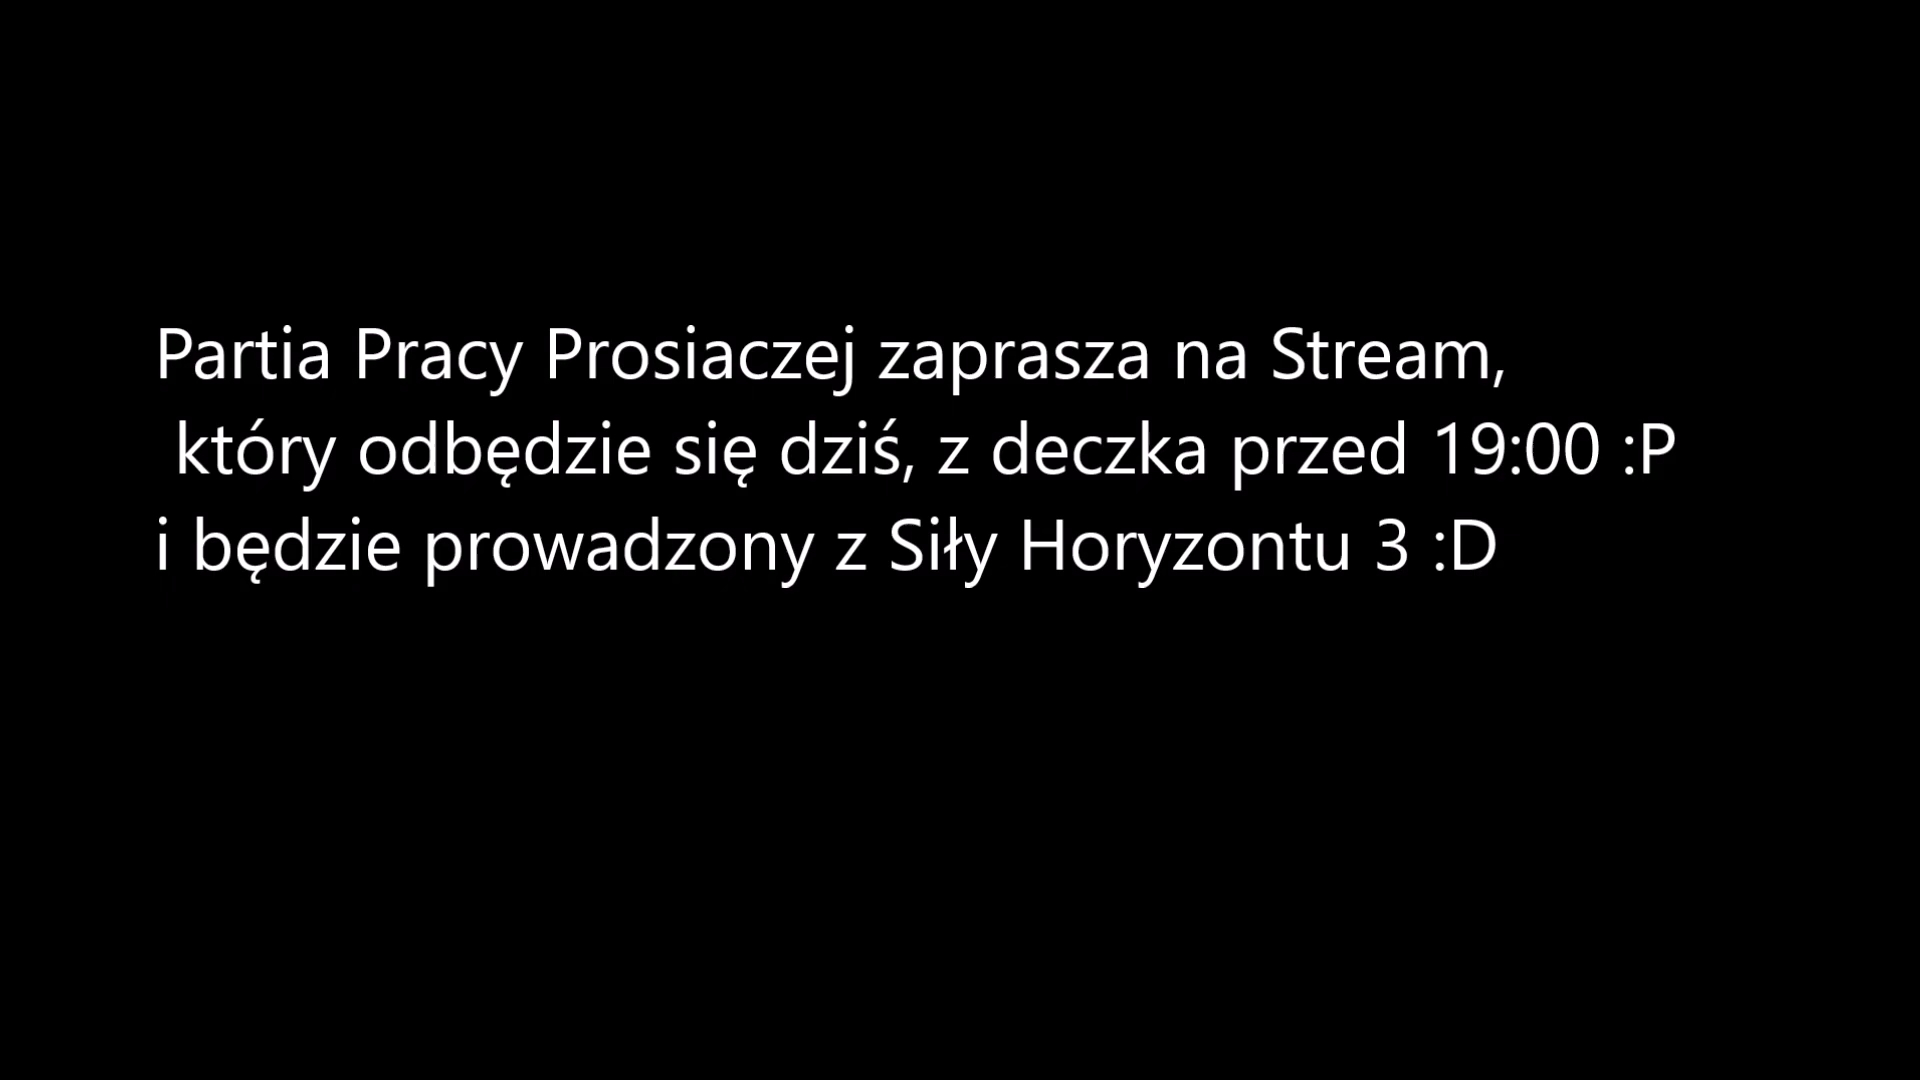 Partia Pracy Prosiaczej zaprasza na Stream,
który odbędzie się dziś, z deczka przed 19:00 :P
i będzie prowadzony z Siły Horyzontu 3 :D